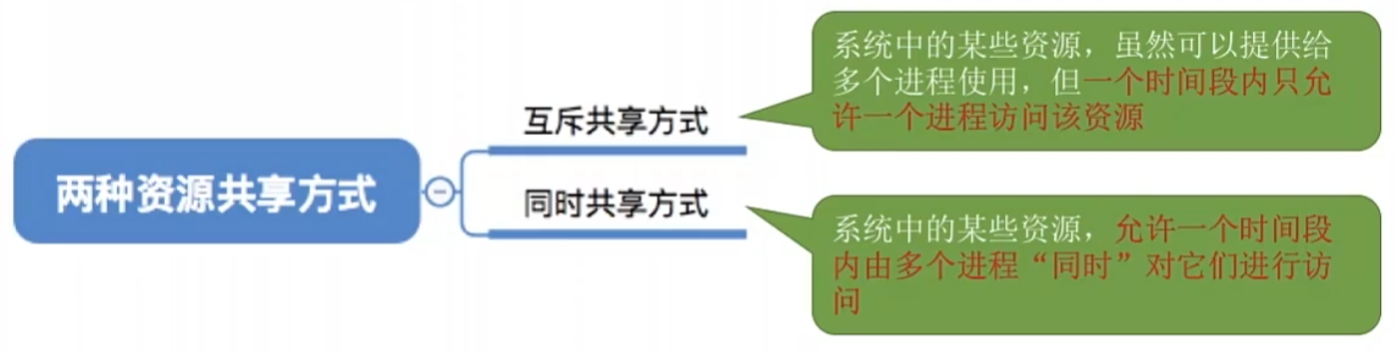 两种资源共享方式
互斥共享方式
系统中的某些资源，虽然可以提供给
多个进程使用，但一个时间段内只允
许一个进程访问该资源
同时共享方式
系统中的某些资源，允许一个时间段
内由多个进程“同时”对它们进行访
问